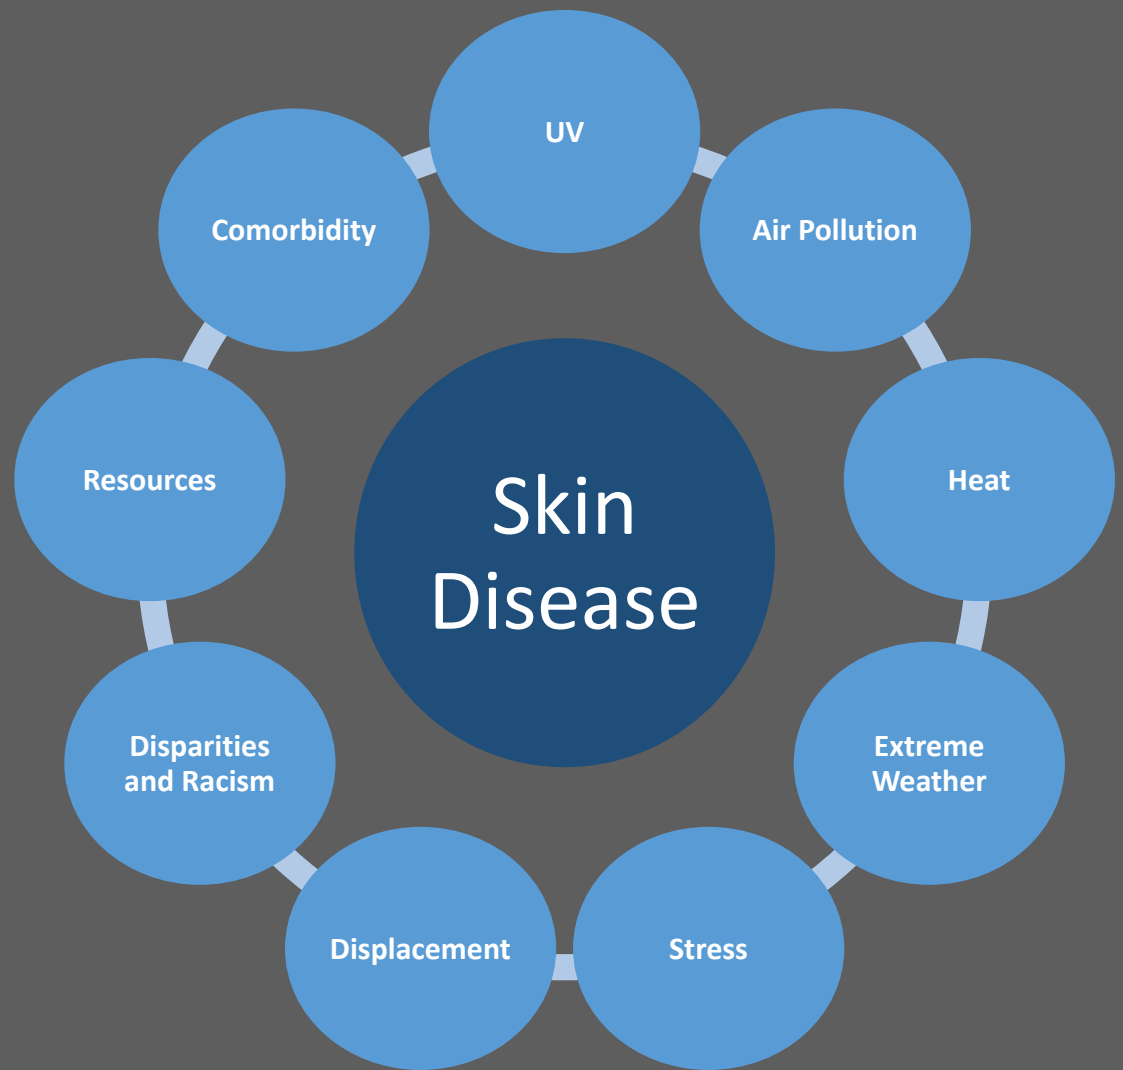 UV
Air Pollution
Heat
Extreme
Weather
Stress
Displacement
Disparities
and Racism
Resources
Comorbidity
Skin
Disease